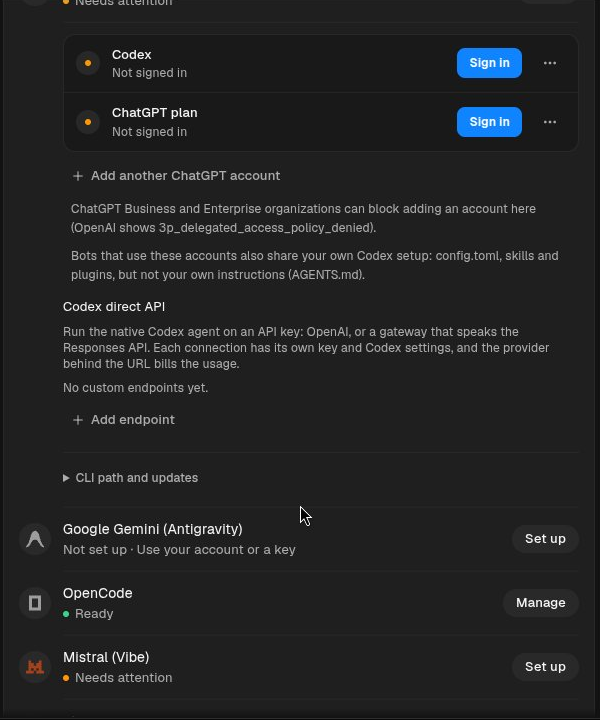 Needs attention
Codex
Not signed in
Sign in
ChatGPT plan
Not signed in
Sign in
Add another ChatGPT account
ChatGPT Business and Enterprise organizations can block adding an account here
(OpenAI shows 3p_delegated_access_policy_denied).
Bots that use these accounts also share your own Codex setup: config.toml, skills and
plugins, but not your own instructions (AGENTS.md).
Codex direct API
Run the native Codex agent on an API key: OpenAI, or a gateway that speaks the
Responses API. Each connection has its own key and Codex settings, and the provider
behind the URL bills the usage.
No custom endpoints yet.
Add endpoint
CLI path and updates
Google Gemini (Antigravity)
Not set up · Use your account or a key
Set up
OpenCode
Ready
Manage
Mistral (Vibe)
Needs attention
Set up